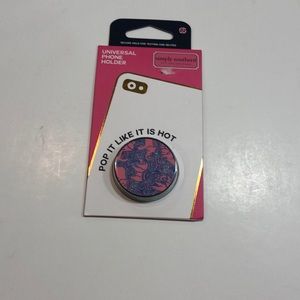 UNIVERSAL
PHONE
HOLDER
simply southern
POP IT LIKE IT IS HOT